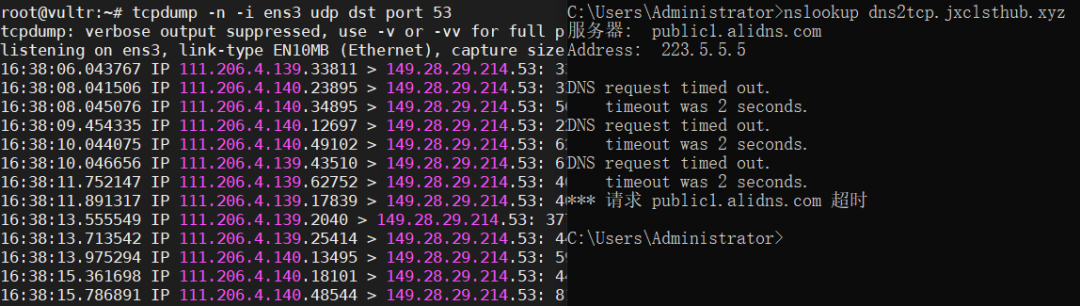 root@vultr:~# tcpdump -n -i ens3 udp dst port 53
tcpdump: verbose output suppressed, use -v or -vv for full p
listening on ens3, link-type EN10MB (Ethernet), capture size
16:38:06.043767 IP 111.206.4.139.33811 > 149.28.29.214.53: 3
16:38:08.041506 IP 111.206.4.140.23895 > 149.28.29.214.53: 3
16:38:08.045076 IP 111.206.4.140.34895 > 149.28.29.214.53: 50
16:38:09.454335 IP 111.206.4.140.12697 > 149.28.29.214.53: 2
16:38:10.044075 IP 111.206.4.140.49102 > 149.28.29.214.53: 6
16:38:10.046656 IP 111.206.4.139.43510 > 149.28.29.214.53: 6
16:38:11.752147 IP 111.206.4.139.62752 > 149.28.29.214.53: 40
16:38:11.891317 IP 111.206.4.139.17839 > 149.28.29.214.53: 4
16:38:13.555549 IP 111.206.4.139.2040 > 149.28.29.214.53: 37
16:38:13.713542 IP 111.206.4.139.25414 > 149.28.29.214.53: 44
16:38:13.975294 IP 111.206.4.140.13495 > 149.28.29.214.53: 59
16:38:15.361698 IP 111.206.4.140.18101 > 149.28.29.214.53: 44
16:38:15.786891 IP 111.206.4.140.48544 > 149.28.29.214.53: 8
C:\Users\Administrator>nslookup dns2tcp.jxclsthub.xyz
服务器:  public1.alidns.com
Address:  223.5.5.5
DNS request timed out.
    timeout was 2 seconds.
DNS request timed out.
    timeout was 2 seconds.
DNS request timed out.
    timeout was 2 seconds.
*** 请求 public1.alidns.com 超时
C:\Users\Administrator>